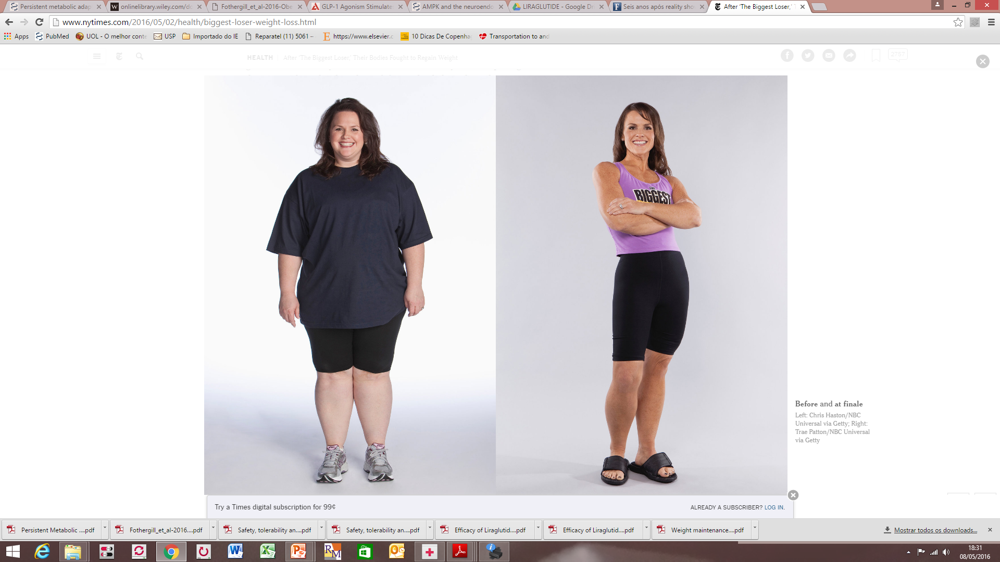 Persistent metabolic adap
onlinelibrary.wiley.com/do
Fothergill_et_al-2016-Obe
GLP-1 Agonism Stimulate
AMPK and the neuroendo
LIRAGLUTIDE - Google Dr
Seis anos após reality sho
After 'The Biggest Loser,' T
www.nytimes.com/2016/05/02/health/biggest-loser-weight-loss.html
Apps
PubMed
UOL - O melhor conte
USP
Importado do IE
Reparatel (11) 5061 –
https://www.elsevier.c
10 Dicas De Copenha
Transportation to and
HEALTH
After 'The Biggest Loser,' Their Bodies Fought to Regain Weight
2757
THE
BIGGEST
Before and at finale
Left: Chris Haston/NBC
Universal via Getty; Right:
Trae Patton/NBC Universal
via Getty
Try a Times digital subscription for 99¢
ALREADY A SUBSCRIBER? LOG IN.
Persistent Metabolic ....pdf
Fothergill_et_al-2016....pdf
Safety, tolerability an....pdf
Safety, tolerability an....pdf
Efficacy of Liraglutid....pdf
Efficacy of Liraglutid....pdf
Weight maintenance....pdf
Mostrar todos os downloads...
18:31
08/05/2016